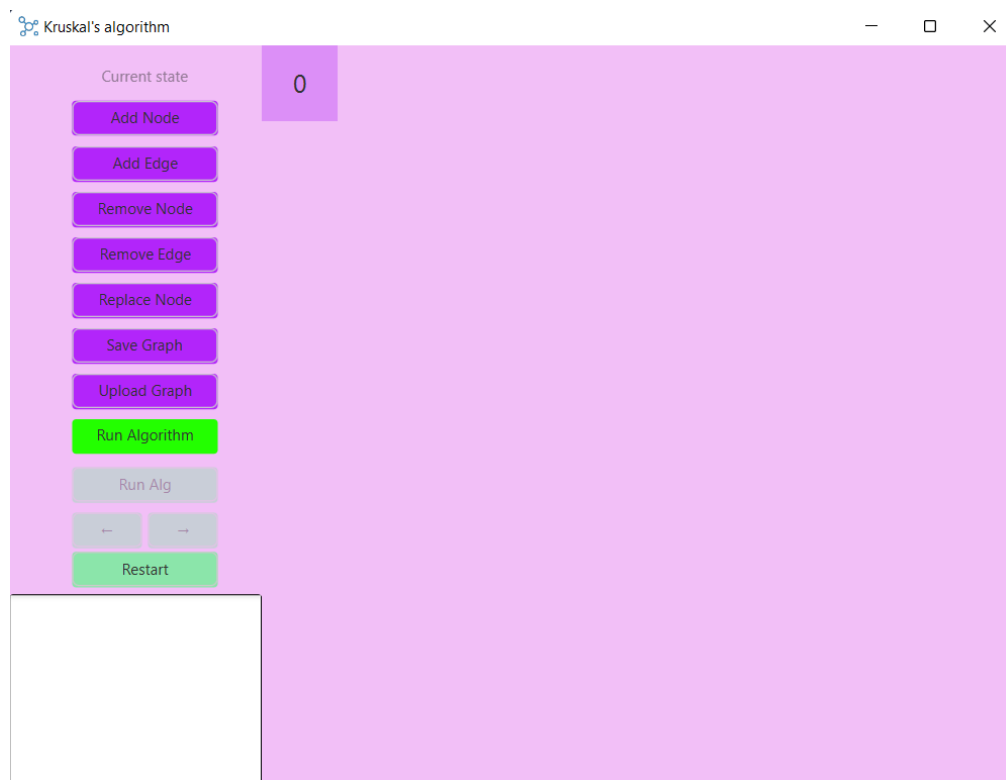 Kruskal's algorithm
Current state
0
Add Node
Add Edge
Remove Node
Remove Edge
Replace Node
Save Graph
Upload Graph
Run Algorithm
Run Alg
← →
Restart